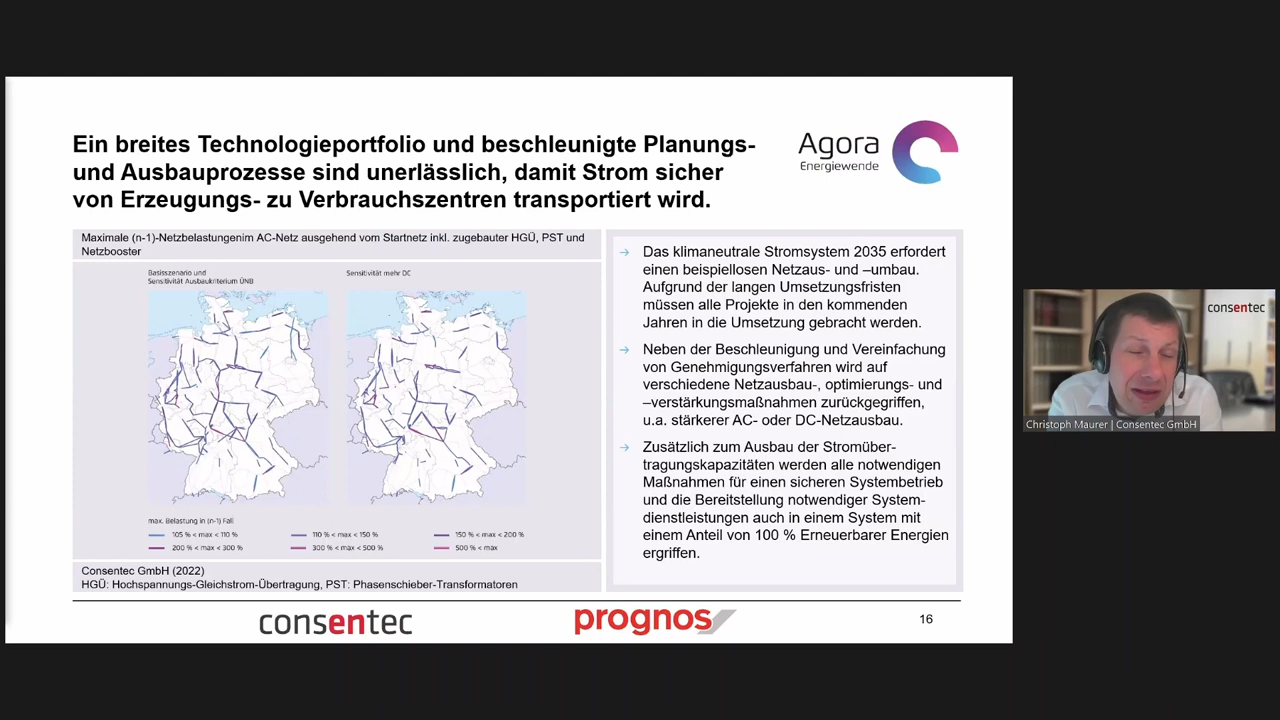 Ein breites Technologieportfolio und beschleunigte Planungs-
und Ausbauprozesse sind unerlässlich, damit Strom sicher
von Erzeugungs- zu Verbrauchszentren transportiert wird.
Agora
Energiewende
Maximale (n-1)-Netzbelastungenim AC-Netz ausgehend vom Startnetz inkl. zugebauter HGÜ, PST und
Netzbooster
Basisszenario und
Sensitivität Ausbaukriterium ÜNB
Sensitivität mehr DC
max. Belastung in (n-1) Fall
105 % < max < 110 %
110 % < max < 150 %
150 % < max < 200 %
200 % < max < 300 %
300 % < max < 500 %
500 % < max
Consentec GmbH (2022)
HGÜ: Hochspannungs-Gleichstrom-Übertragung, PST: Phasenschieber-Transformatoren
→ Das klimaneutrale Stromsystem 2035 erfordert
einen beispiellosen Netzaus- und –umbau.
Aufgrund der langen Umsetzungsfristen
müssen alle Projekte in den kommenden
Jahren in die Umsetzung gebracht werden.
→ Neben der Beschleunigung und Vereinfachung
von Genehmigungsverfahren wird auf
verschiedene Netzausbau-, optimierungs- und
–verstärkungsmaßnahmen zurückgegriffen,
u.a. stärkerer AC- oder DC-Netzausbau.
→ Zusätzlich zum Ausbau der Stromüber-
tragungskapazitäten werden alle notwendigen
Maßnahmen für einen sicheren Systembetrieb
und die Bereitstellung notwendiger System-
dienstleistungen auch in einem System mit
einem Anteil von 100 % Erneuerbarer Energien
ergriffen.
consentec
prognos
16
consentec
Christoph Maurer | Consentec GmbH